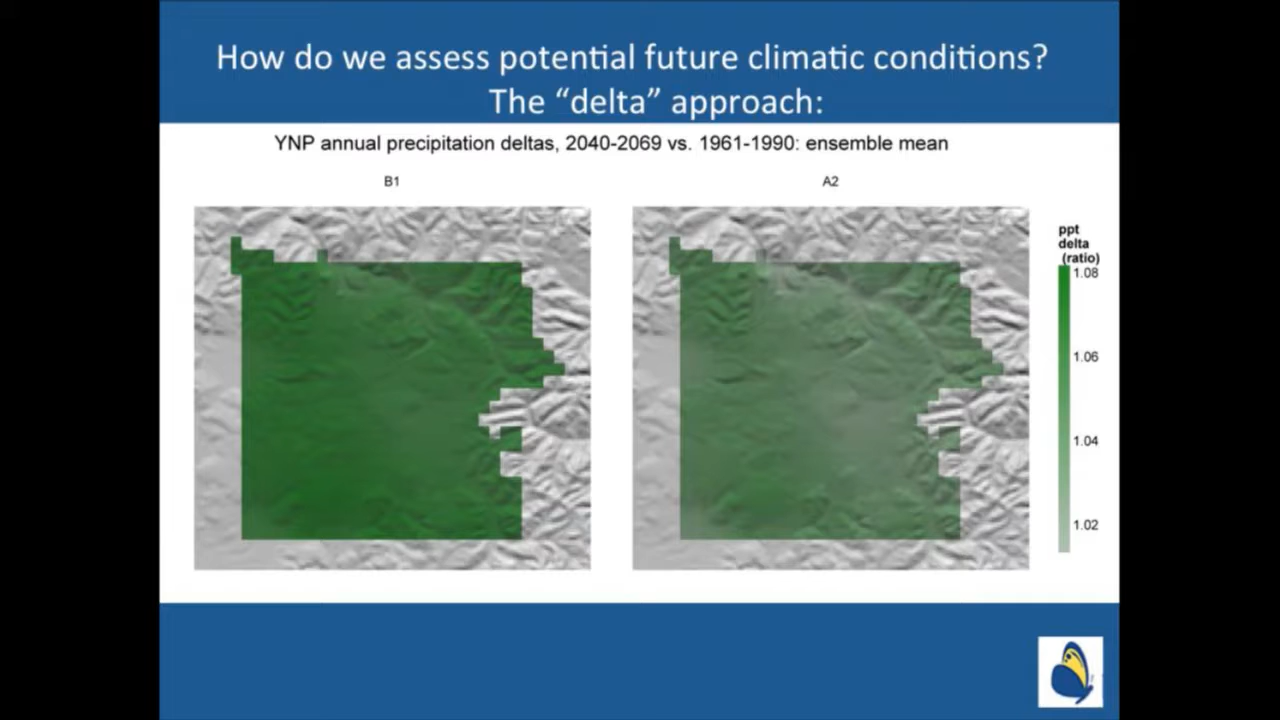 How do we assess potential future climatic conditions?
The “delta” approach:
YNP annual precipitation deltas, 2040-2069 vs. 1961-1990: ensemble mean
B1
A2
ppt
delta
(ratio)
1.08
1.06
1.04
1.02